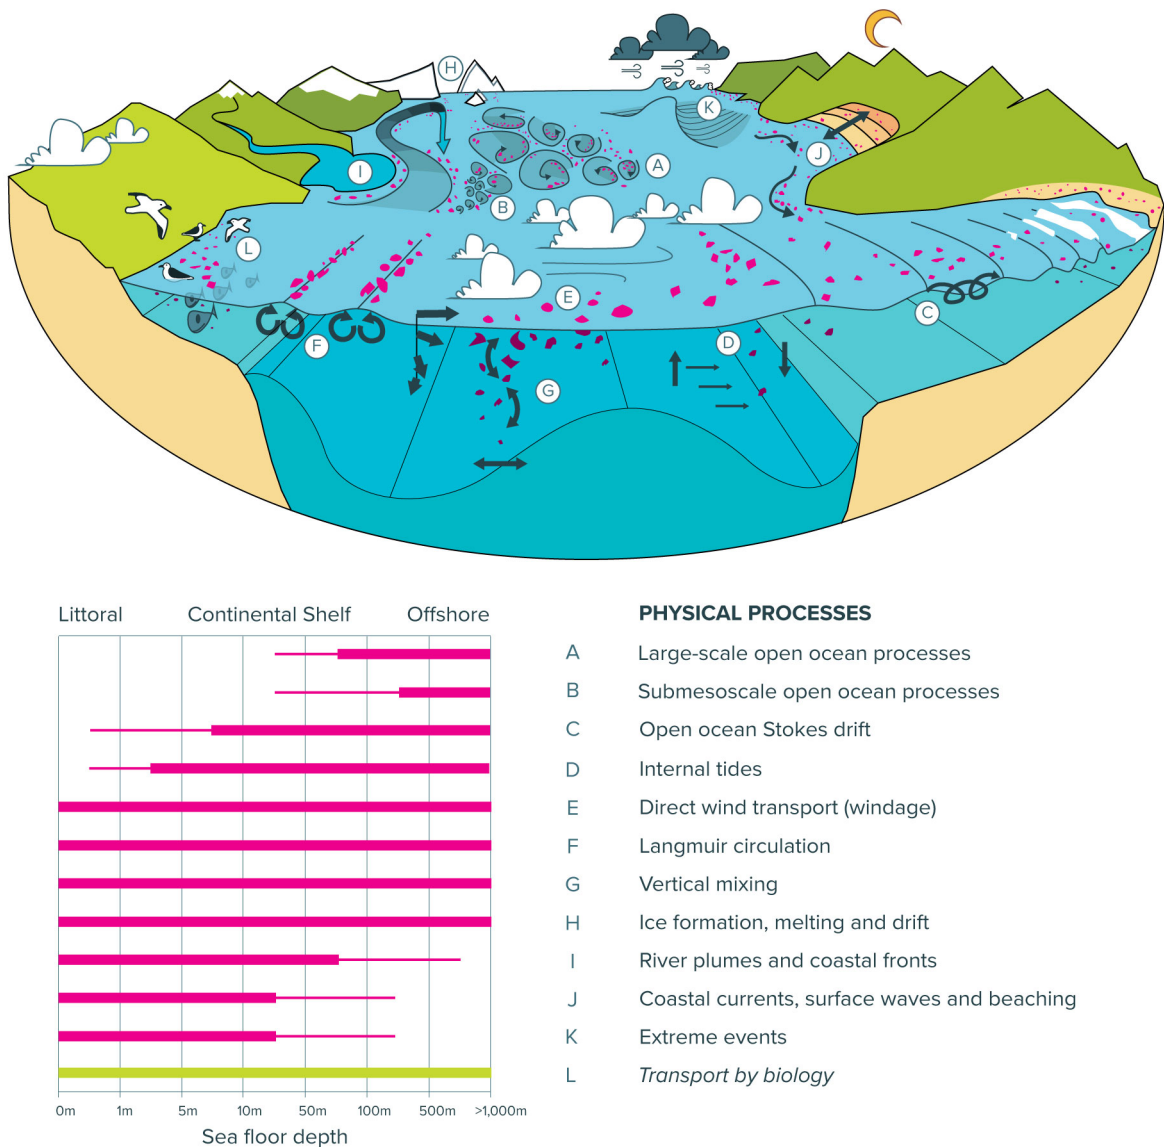 H
K
J
A
I
B
L
E
C
F
D
G
Littoral Continental Shelf Offshore
0m 1m 5m 10m 50m 100m 500m >1,000m
Sea floor depth
PHYSICAL PROCESSES
A Large-scale open ocean processes
B Submesoscale open ocean processes
C Open ocean Stokes drift
D Internal tides
E Direct wind transport (windage)
F Langmuir circulation
G Vertical mixing
H Ice formation, melting and drift
I River plumes and coastal fronts
J Coastal currents, surface waves and beaching
K Extreme events
L Transport by biology